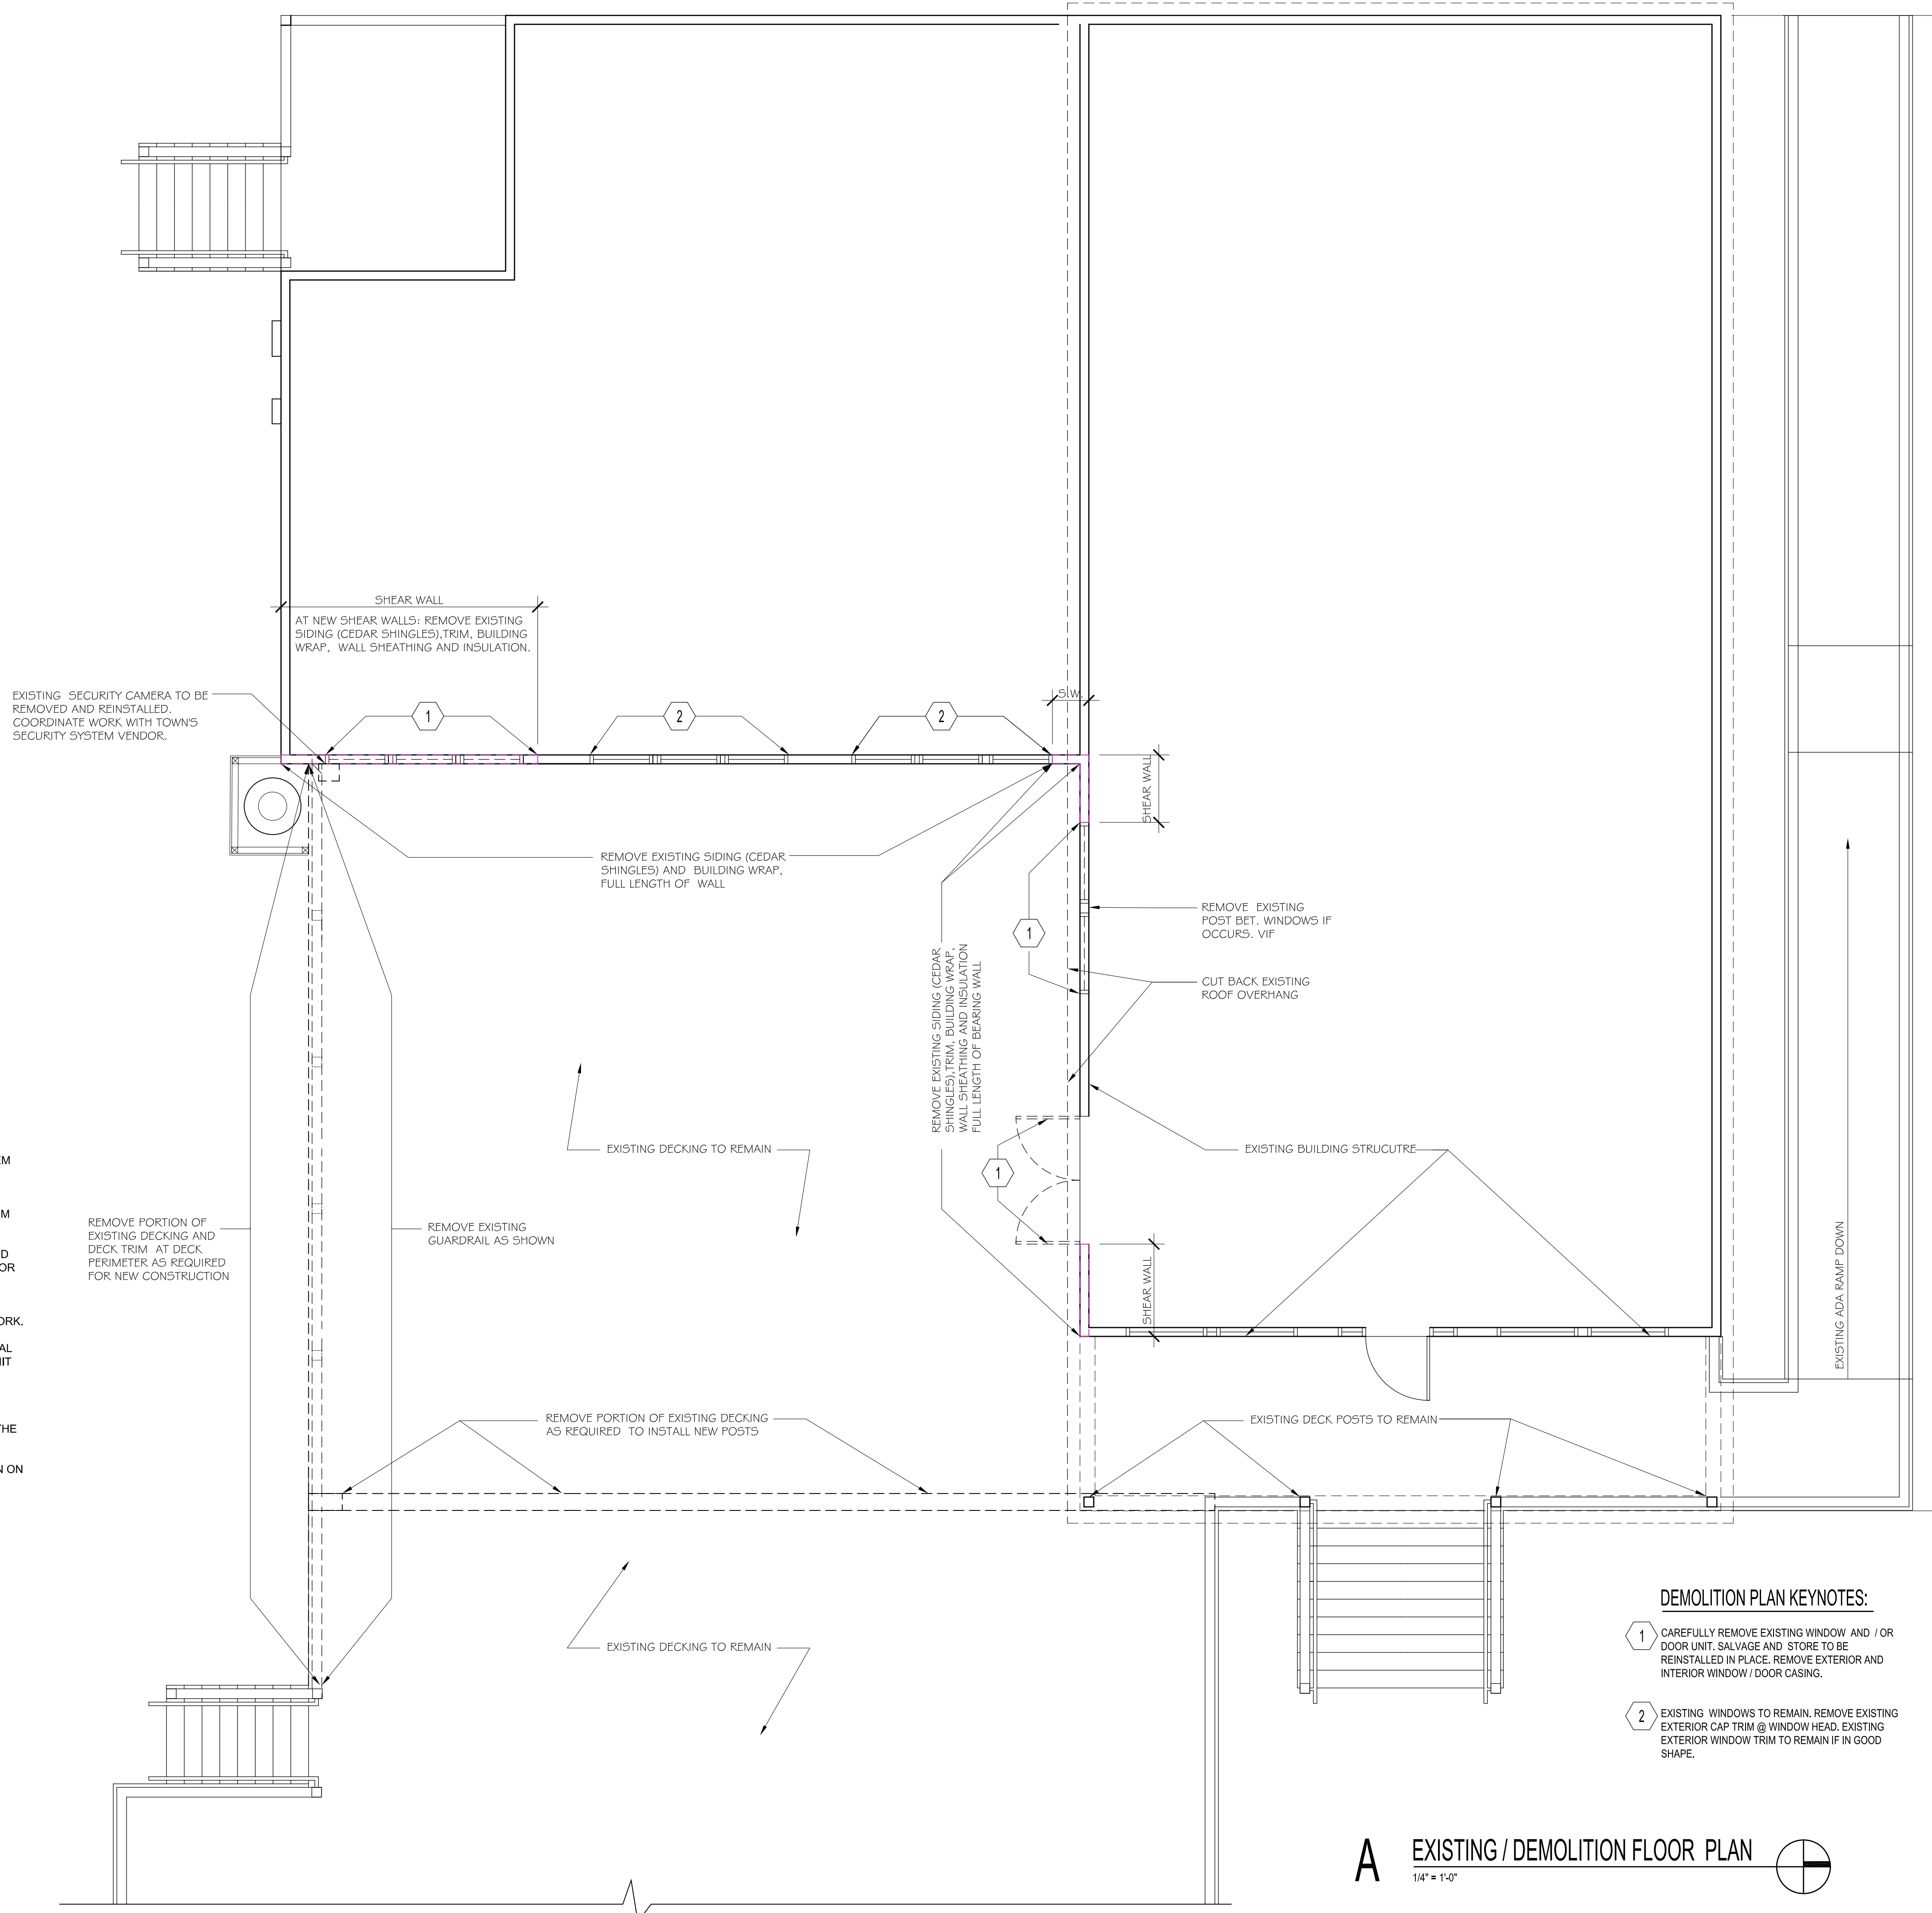 SHEAR WALL
AT NEW SHEAR WALLS: REMOVE EXISTING
SIDING (CEDAR SHINGLES),TRIM, BUILDING
WRAP, WALL SHEATHING AND INSULATION.
EXISTING SECURITY CAMERA TO BE
REMOVED AND REINSTALLED.
COORDINATE WORK WITH TOWN'S
SECURITY SYSTEM VENDOR.
1
2
2
S.W.
SHEAR WALL
REMOVE EXISTING SIDING (CEDAR
SHINGLES) AND BUILDING WRAP,
FULL LENGTH OF WALL
REMOVE EXISTING
POST BET. WINDOWS IF
OCCURS. VIF
1
CUT BACK EXISTING
ROOF OVERHANG
REMOVE EXISTING SIDING (CEDAR
SHINGLES),TRIM, BUILDING WRAP,
WALL SHEATHING AND INSULATION
FULL LENGTH OF BEARING WALL
EXISTING DECKING TO REMAIN
1
EXISTING BUILDING STRUCUTRE
EM
M
REMOVE PORTION OF
EXISTING DECKING AND
DECK TRIM AT DECK
PERIMETER AS REQUIRED
FOR NEW CONSTRUCTION
REMOVE EXISTING
GUARDRAIL AS SHOWN
D
OR
SHEAR WALL
EXISTING ADA RAMP DOWN
ORK.
AL
IIT
THE
N ON
REMOVE PORTION OF EXISTING DECKING
AS REQUIRED TO INSTALL NEW POSTS
EXISTING DECK POSTS TO REMAIN
EXISTING DECKING TO REMAIN
DEMOLITION PLAN KEYNOTES:
1 CAREFULLY REMOVE EXISTING WINDOW AND / OR
DOOR UNIT. SALVAGE AND STORE TO BE
REINSTALLED IN PLACE. REMOVE EXTERIOR AND
INTERIOR WINDOW / DOOR CASING.
2 EXISTING WINDOWS TO REMAIN. REMOVE EXISTING
EXTERIOR CAP TRIM @ WINDOW HEAD. EXISTING
EXTERIOR WINDOW TRIM TO REMAIN IF IN GOOD
SHAPE.
A EXISTING / DEMOLITION FLOOR PLAN
1/4" = 1'-0"